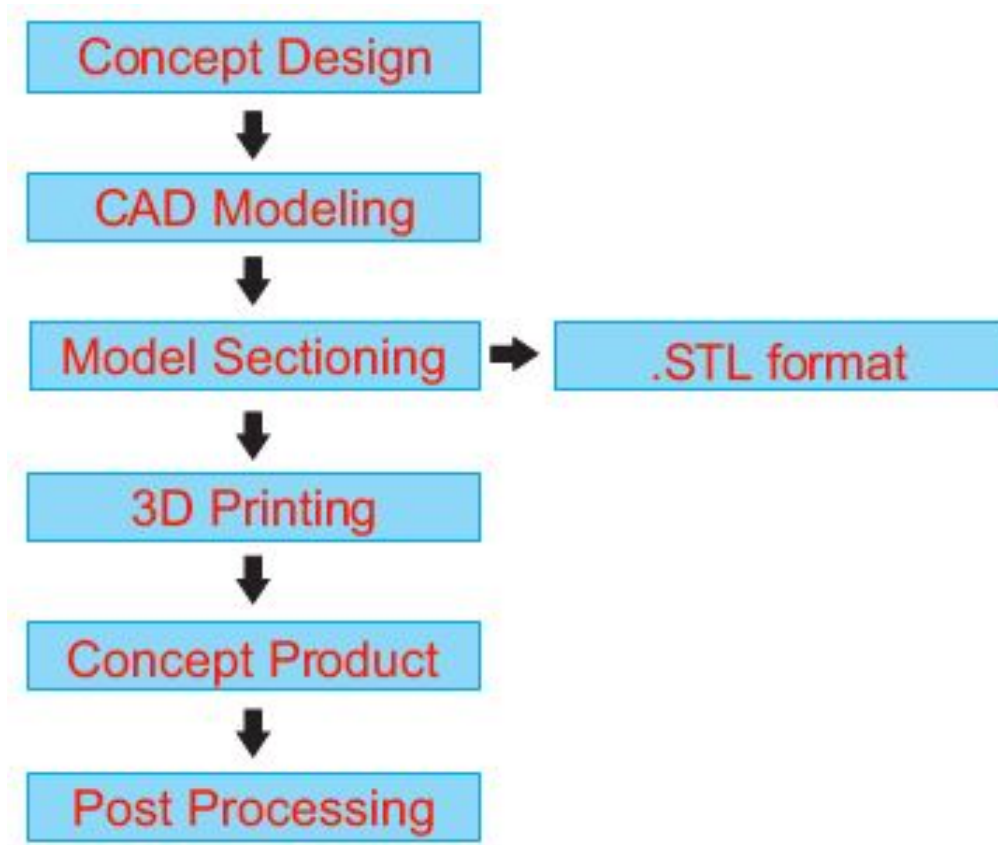 Concept Design
CAD Modeling
Model Sectioning
.STL format
3D Printing
Concept Product
Post Processing